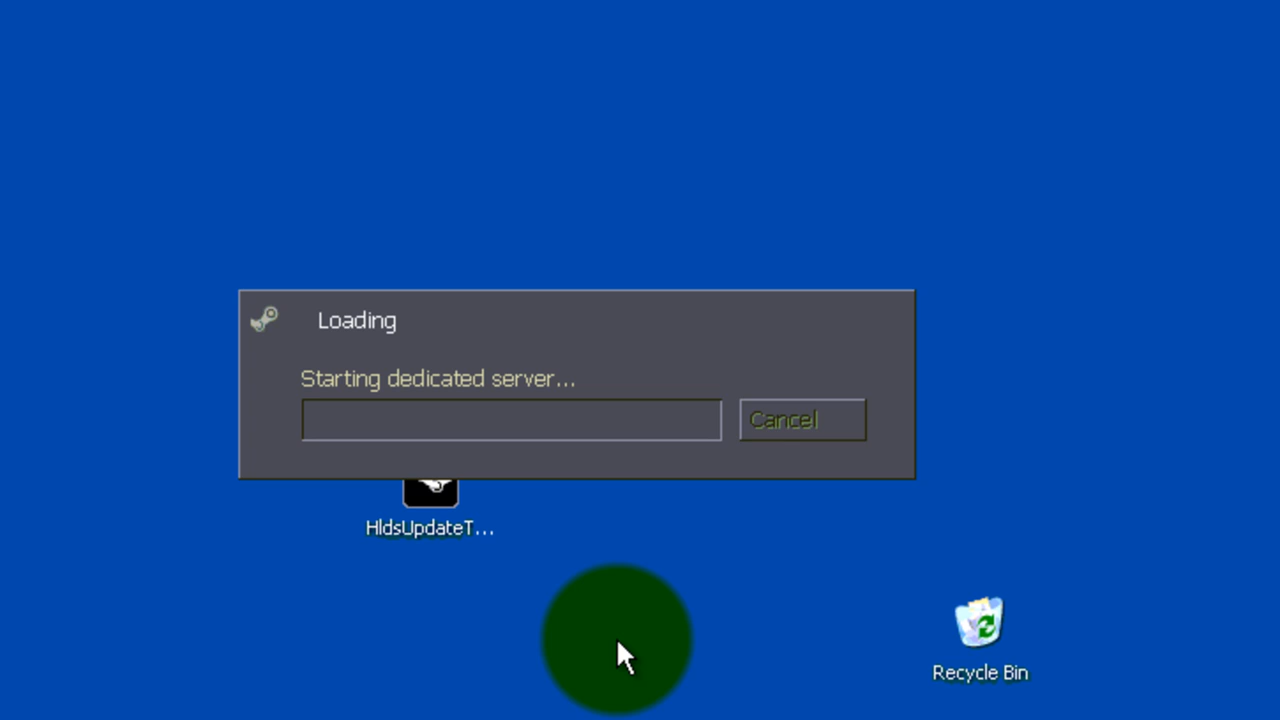 Loading
Starting dedicated server...
Cancel
HldsUpdateT...
Recycle Bin